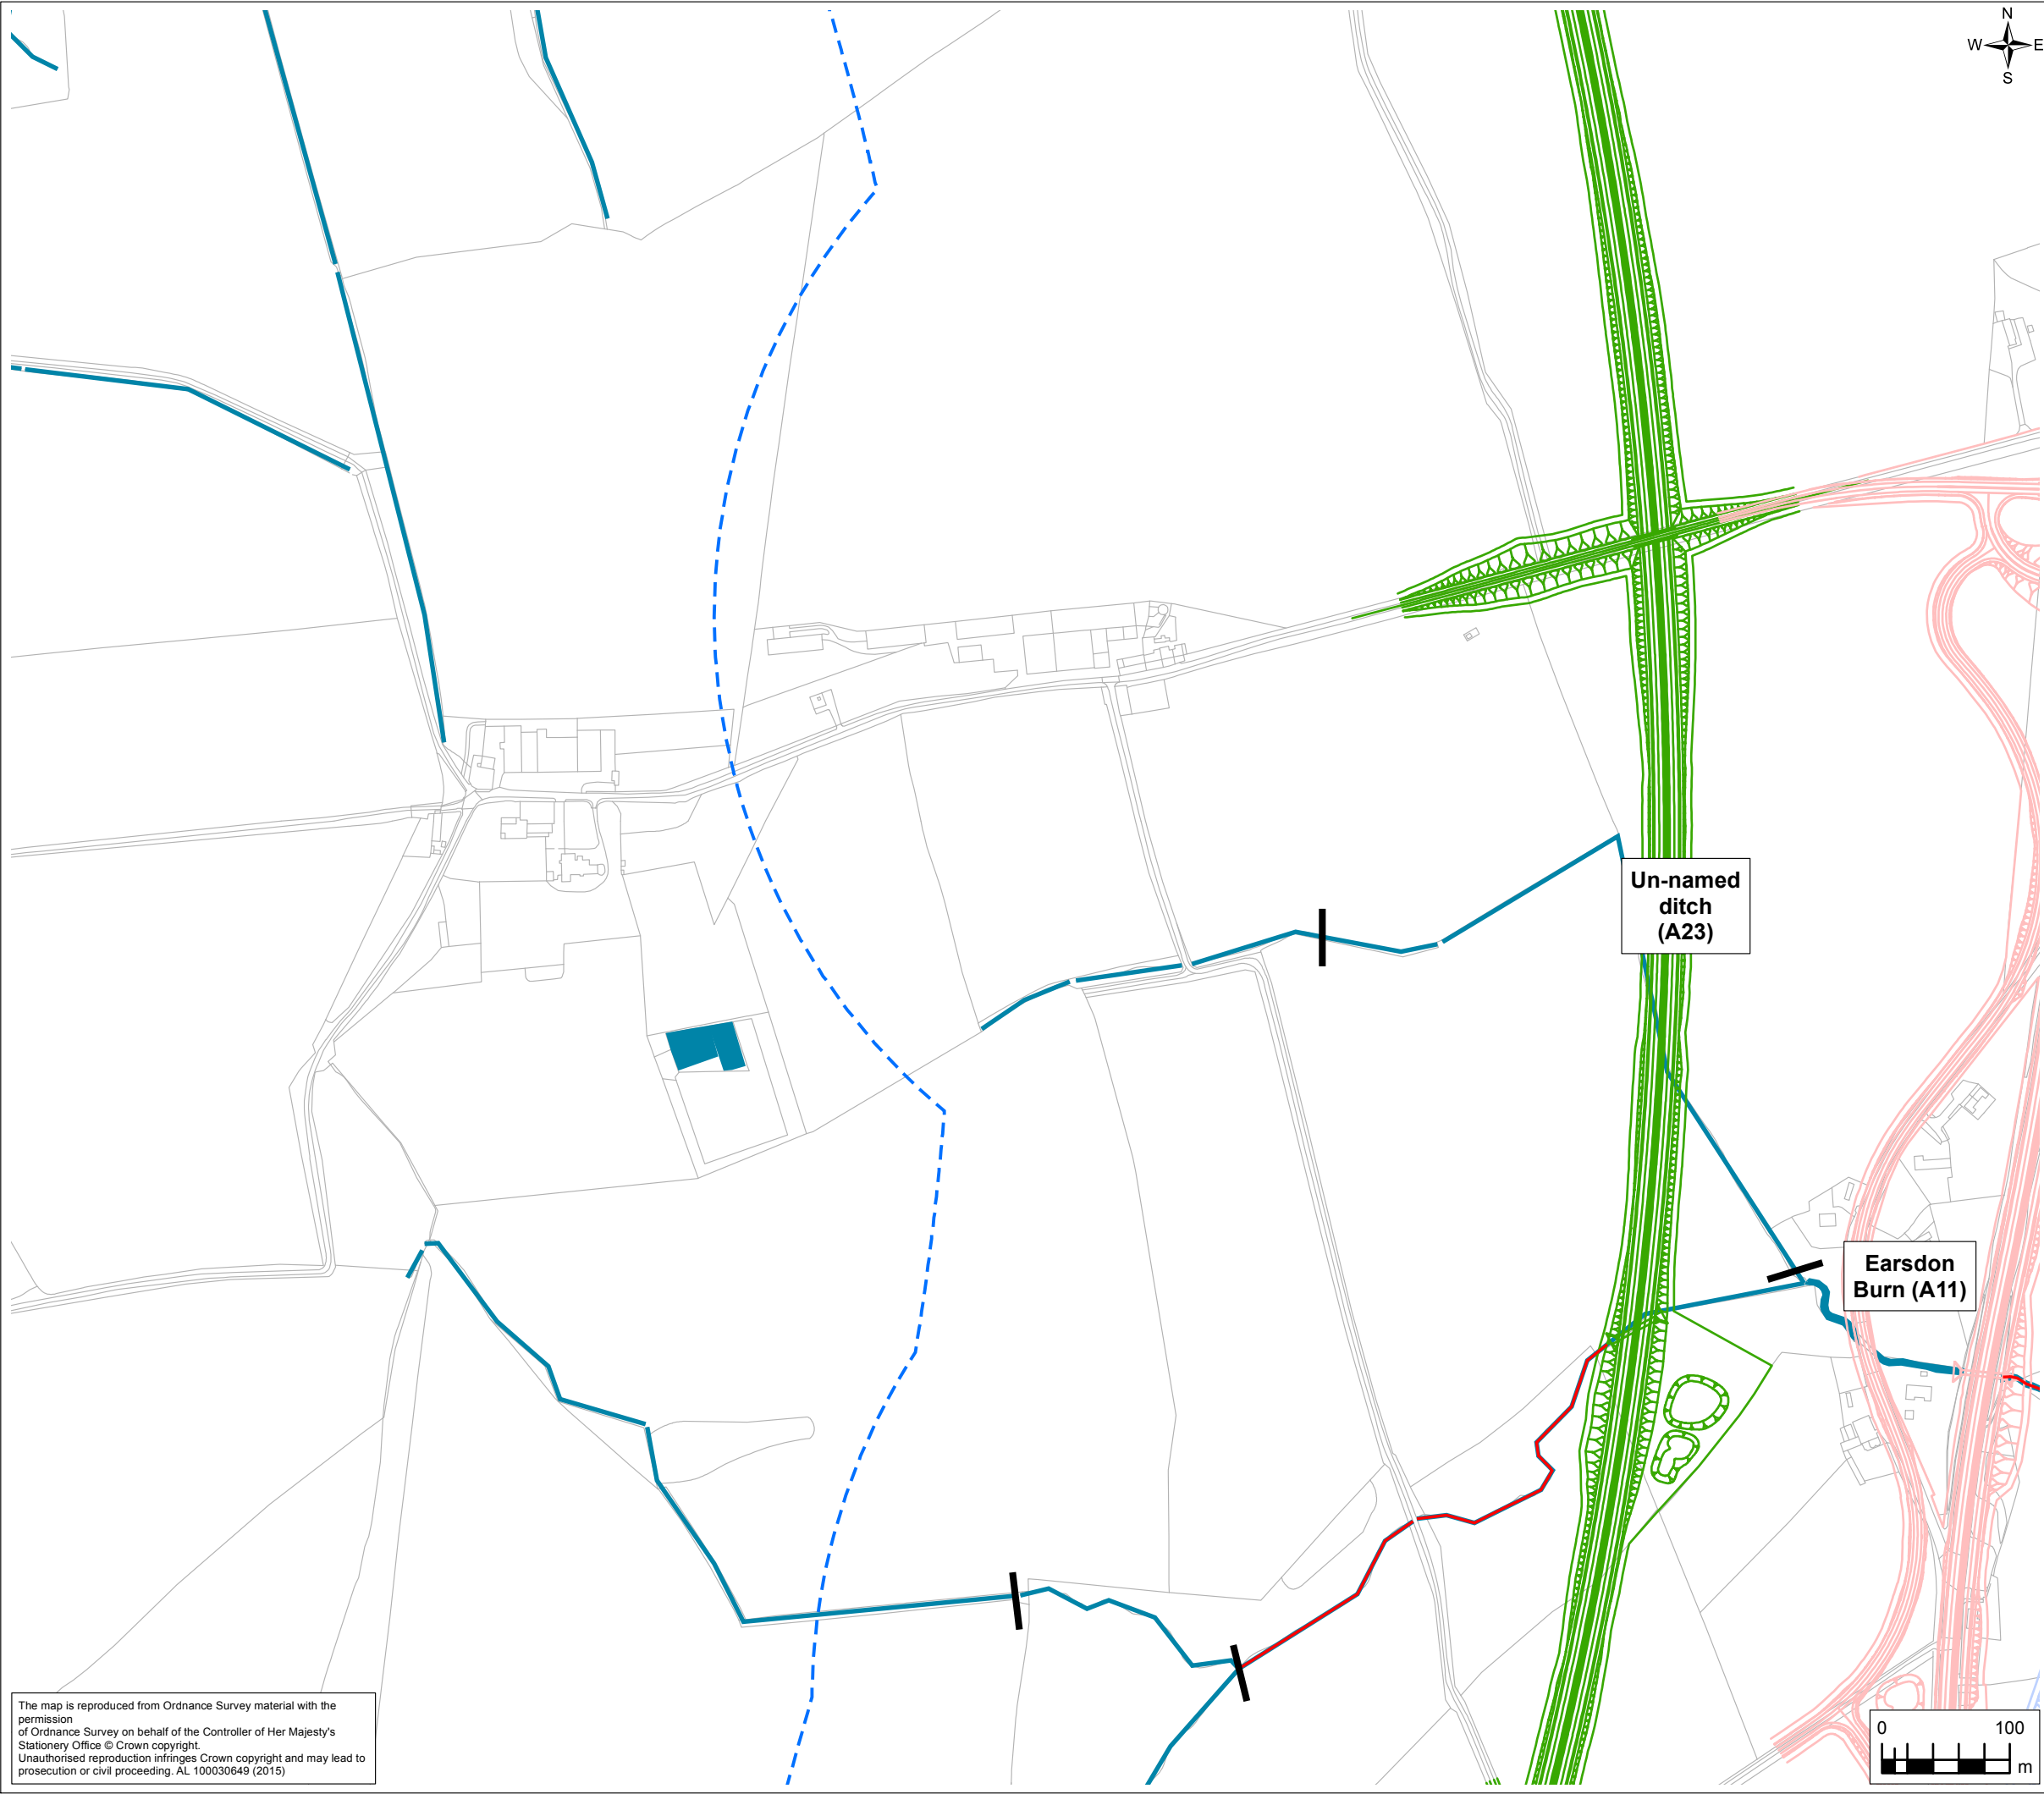 N
W E
S
Un-named
ditch
(A23)
Earsdon
Burn (A11)
The map is reproduced from Ordnance Survey material with the
permission
of Ordnance Survey on behalf of the Controller of Her Majesty's
Stationery Office © Crown copyright.
Unauthorised reproduction infringes Crown copyright and may lead to
prosecution or civil proceeding. AL 100030649 (2015)
0 100
m